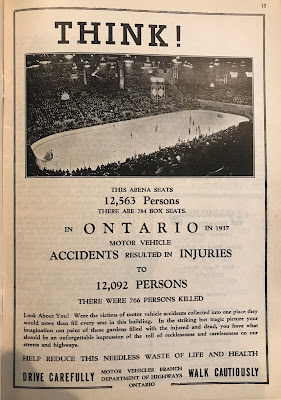 13
THINK!
THIS ARENA SEATS
12,563 Persons
THERE ARE 784 BOX SEATS.
IN ONTARIO IN 1937
MOTOR VEHICLE
ACCIDENTS RESULTED IN INJURIES
TO
12,092 PERSONS
THERE WERE 766 PERSONS KILLED
Look About You! Were the victims of motor vehicle accidents collected into one place they
would more than fill every seat in this building. In the striking but tragic picture your
imagination can paint of these gardens filled with the injured and dead, you have what
should be an unforgettable impression of the toll of recklessness and carelessness on our
streets and highways.
HELP REDUCE THIS NEEDLESS WASTE OF LIFE AND HEALTH
DRIVE CAREFULLY MOTOR VEHICLES BRANCH WALK CAUTIOUSLY
DEPARTMENT OF HIGHWAYS
ONTARIO